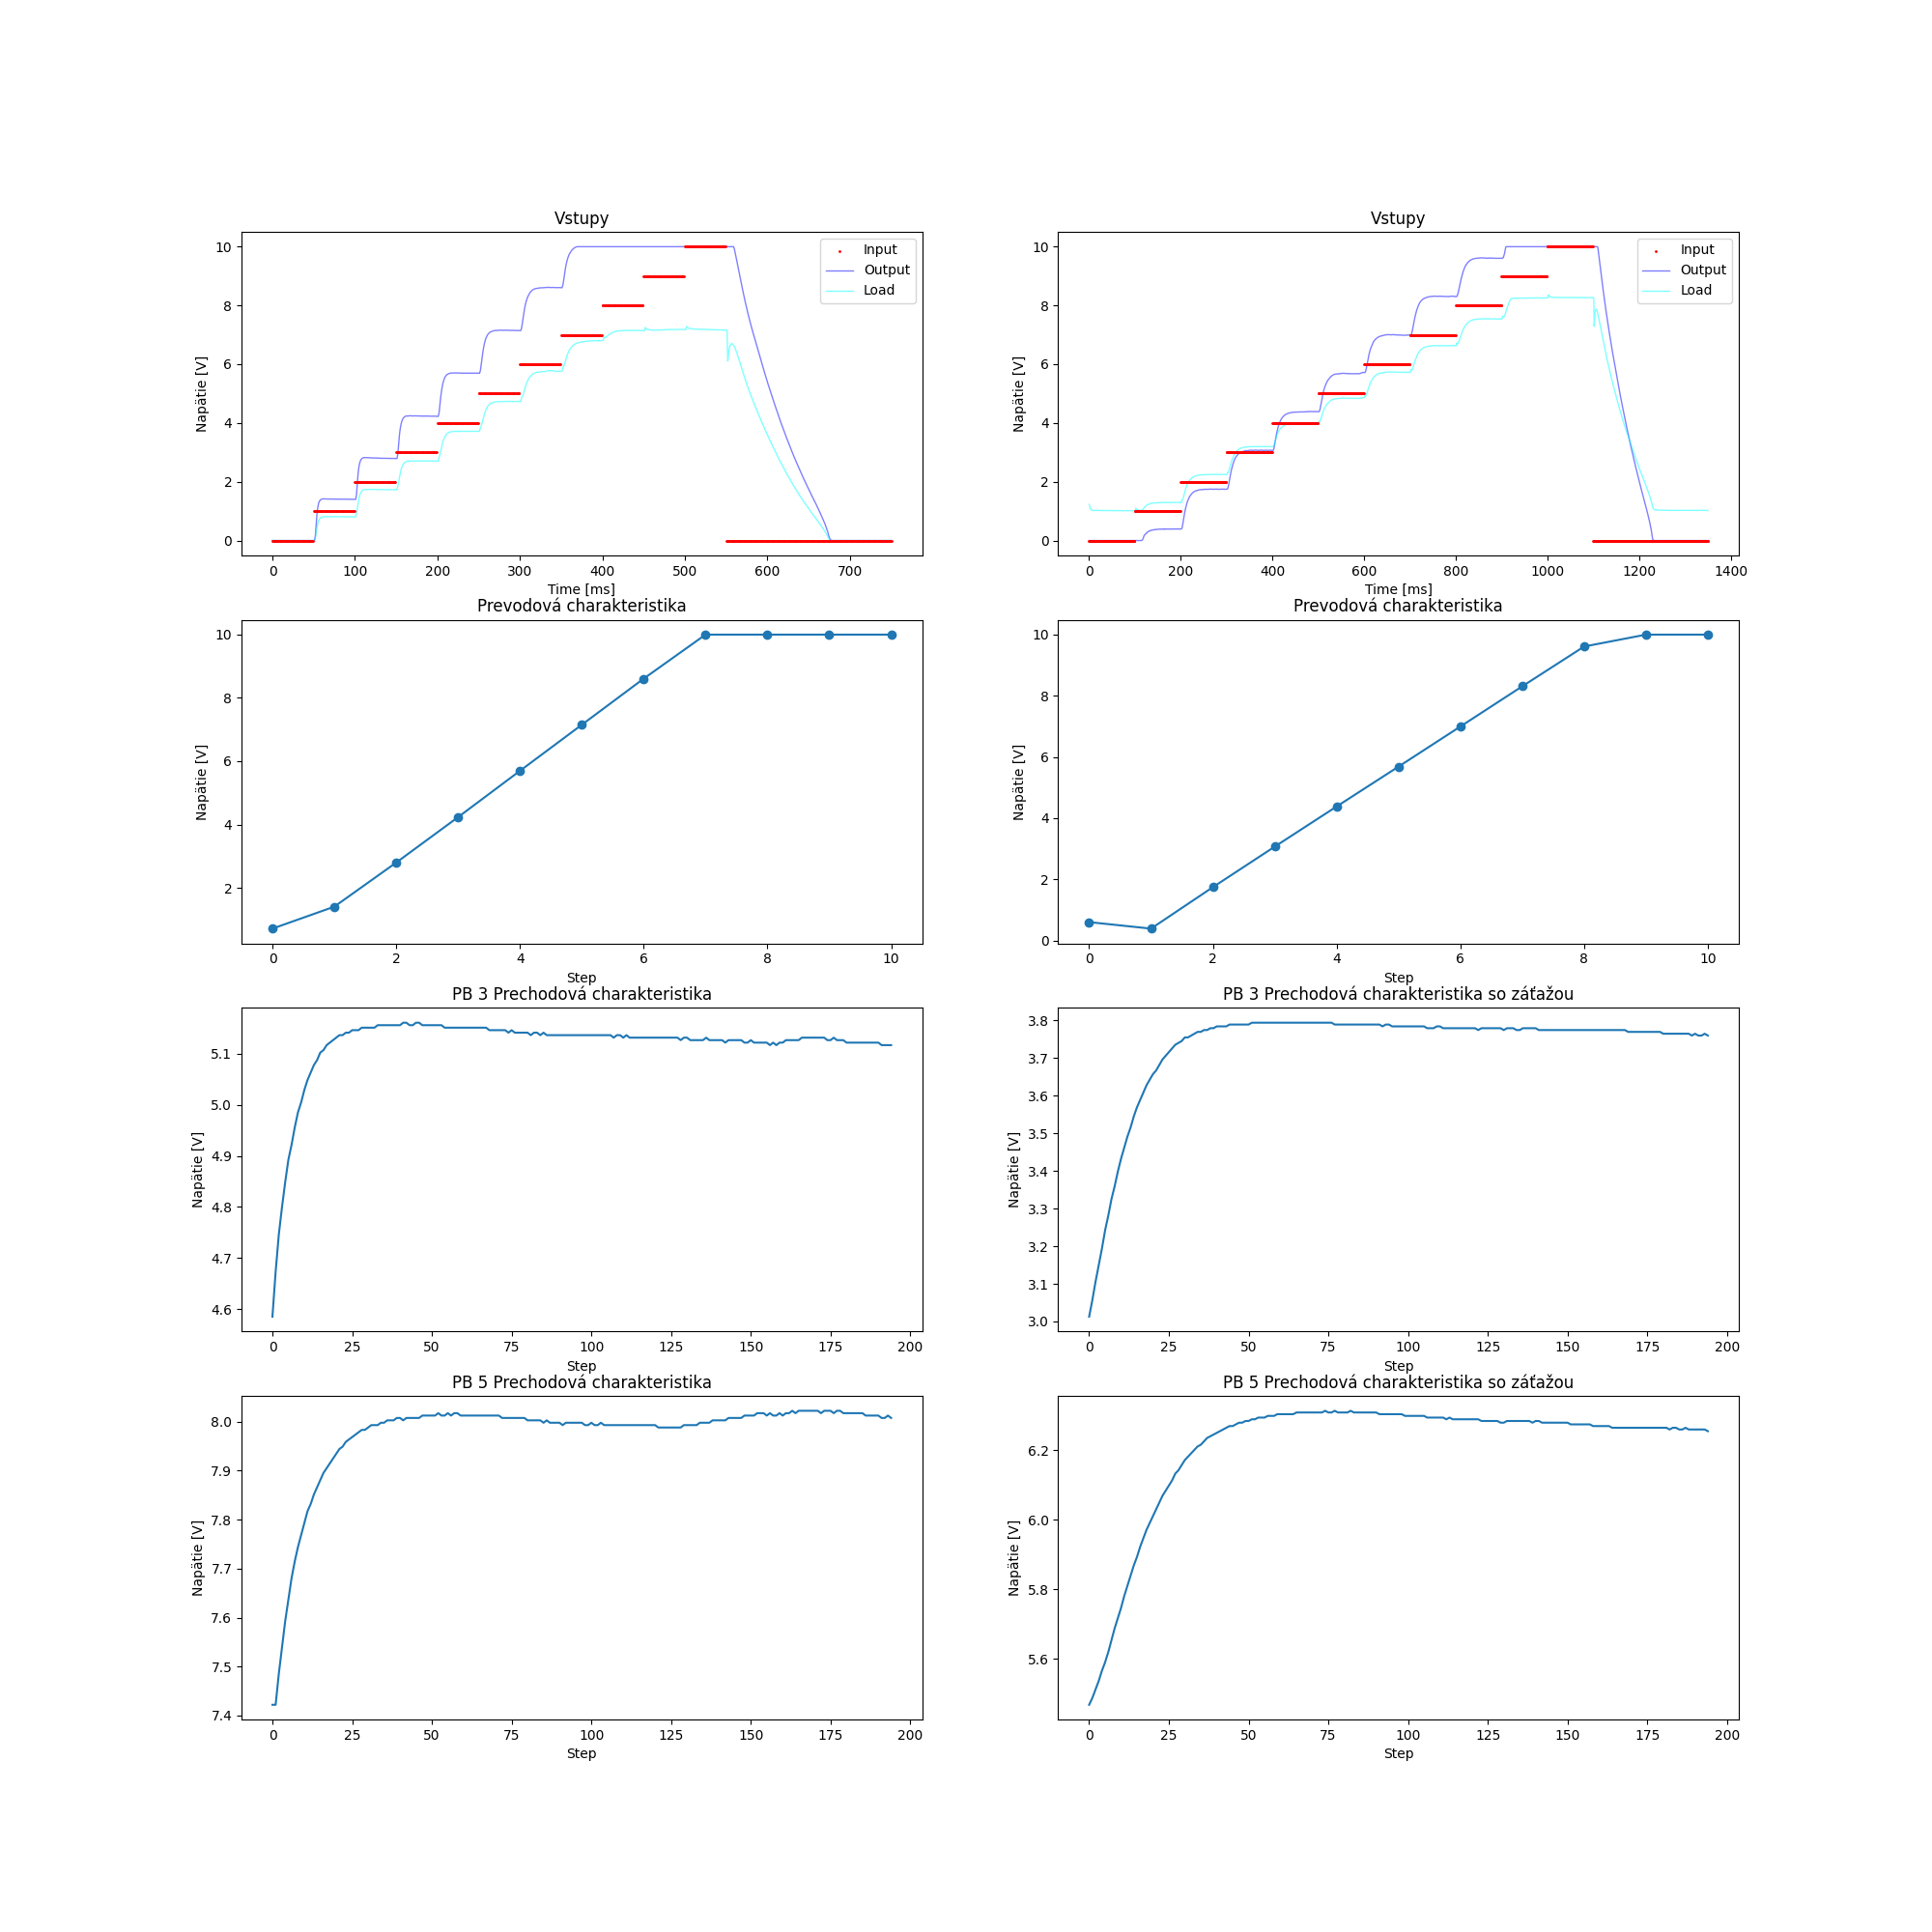 Vstupy
Napätie [V]
10
8
6
4
2
0
Input
Output
Load
0 100 200 300 400 500 600 700
Time [ms]
Vstupy
Napätie [V]
10
8
6
4
2
0
Input
Output
Load
0 200 400 600 800 1000 1200 1400
Time [ms]
Prevodová charakteristika
Napätie [V]
10
8
6
4
2
0 2 4 6 8 10
Step
Prevodová charakteristika
Napätie [V]
10
8
6
4
2
0
0 2 4 6 8 10
Step
PB 3 Prechodová charakteristika
Napätie [V]
5.1
5.0
4.9
4.8
4.7
4.6
0 25 50 75 100 125 150 175 200
Step
PB 3 Prechodová charakteristika so záťažou
Napätie [V]
3.8
3.7
3.6
3.5
3.4
3.3
3.2
3.1
3.0
0 25 50 75 100 125 150 175 200
Step
PB 5 Prechodová charakteristika
Napätie [V]
8.0
7.9
7.8
7.7
7.6
7.5
7.4
0 25 50 75 100 125 150 175 200
Step
PB 5 Prechodová charakteristika so záťažou
Napätie [V]
6.2
6.0
5.8
5.6
0 25 50 75 100 125 150 175 200
Step